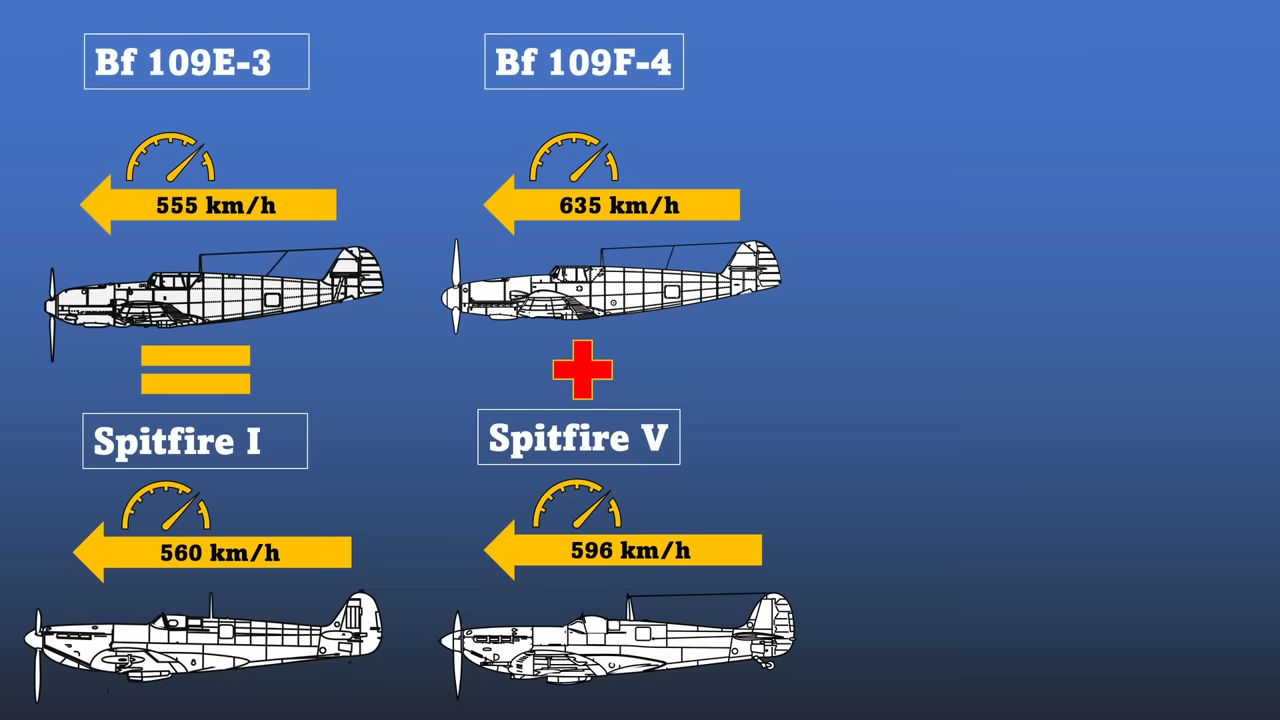 Bf 109E-3
Bf 109F-4
555 km/h
635 km/h
Spitfire I
Spitfire V
560 km/h
596 km/h